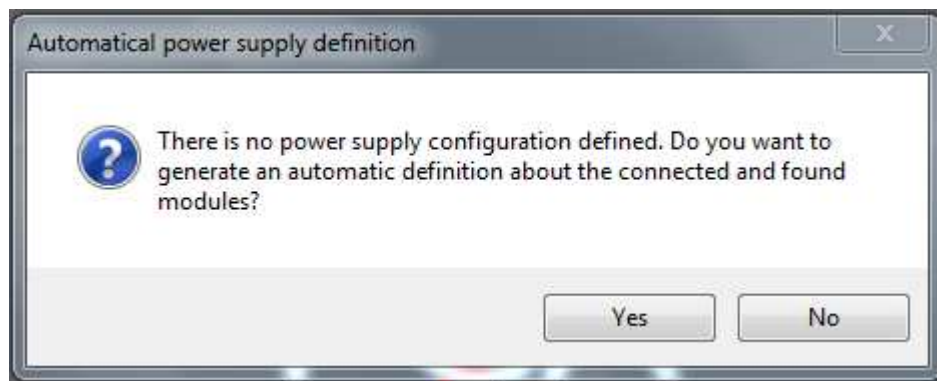 Automatical power supply definition
There is no power supply configuration defined. Do you want to
generate an automatic definition about the connected and found
modules?
Yes No